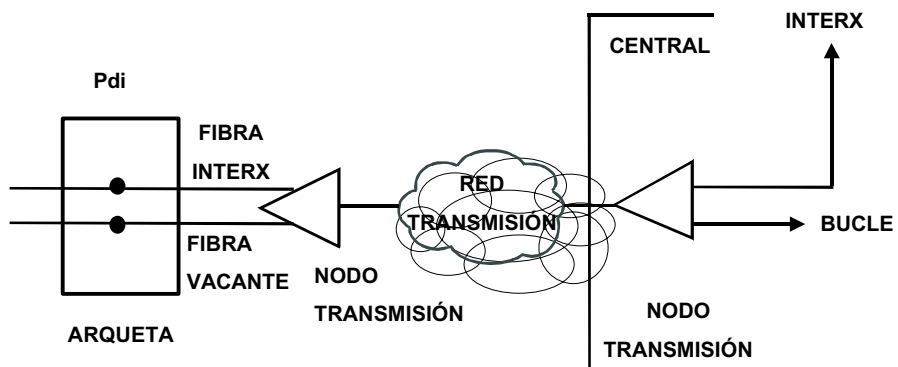 INTERX
CENTRAL
Pdi
FIBRA
INTERX
RED
TRANSMISIÓN
BUCLE
FIBRA
VACANTE
NODO
TRANSMISIÓN
NODO
TRANSMISIÓN
ARQUETA